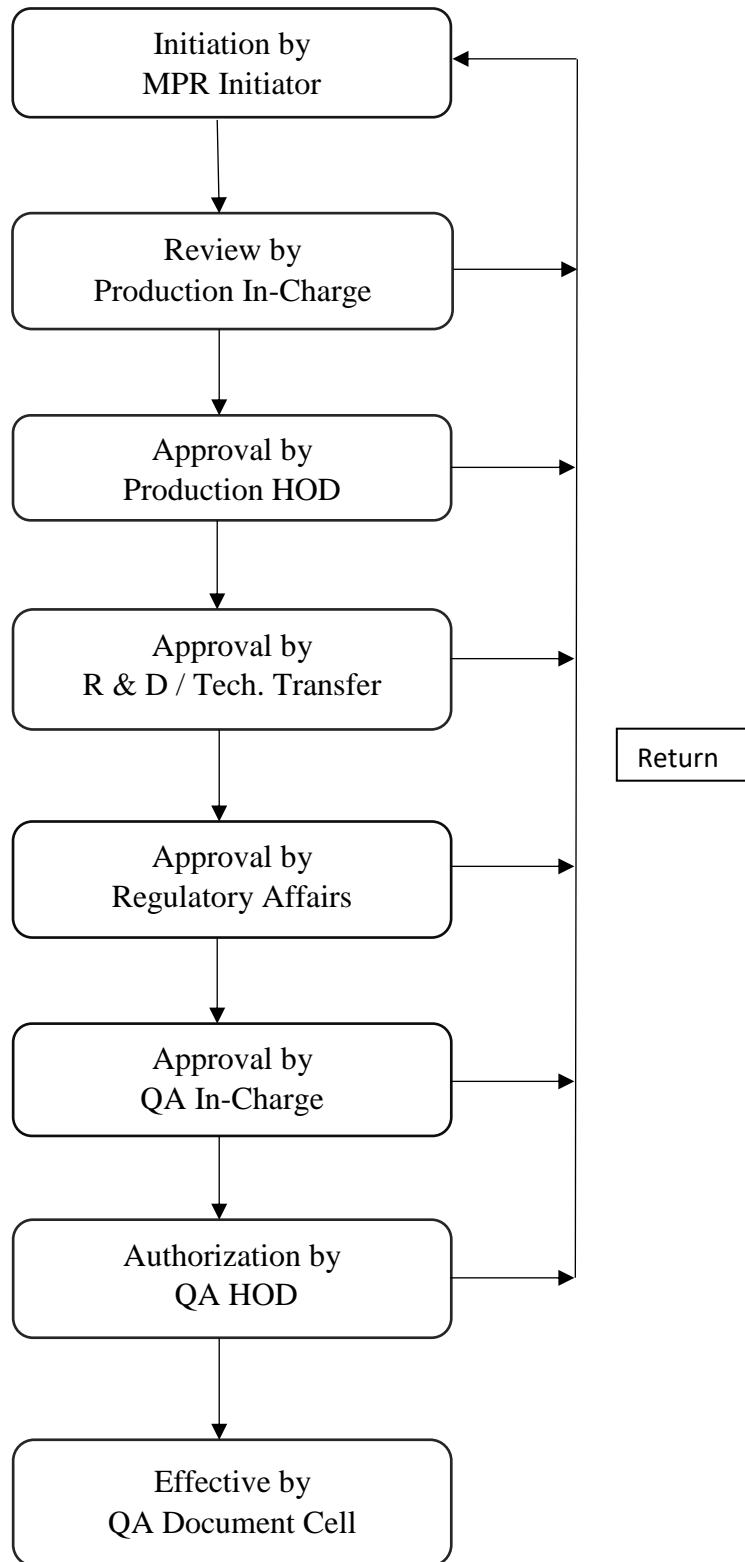 Initiation by
MPR Initiator
Review by
Production In-Charge
Approval by
Production HOD
Approval by
R & D / Tech. Transfer
Return
Approval by
Regulatory Affairs
Approval by
QA In-Charge
Authorization by
QA HOD
Effective by
QA Document Cell